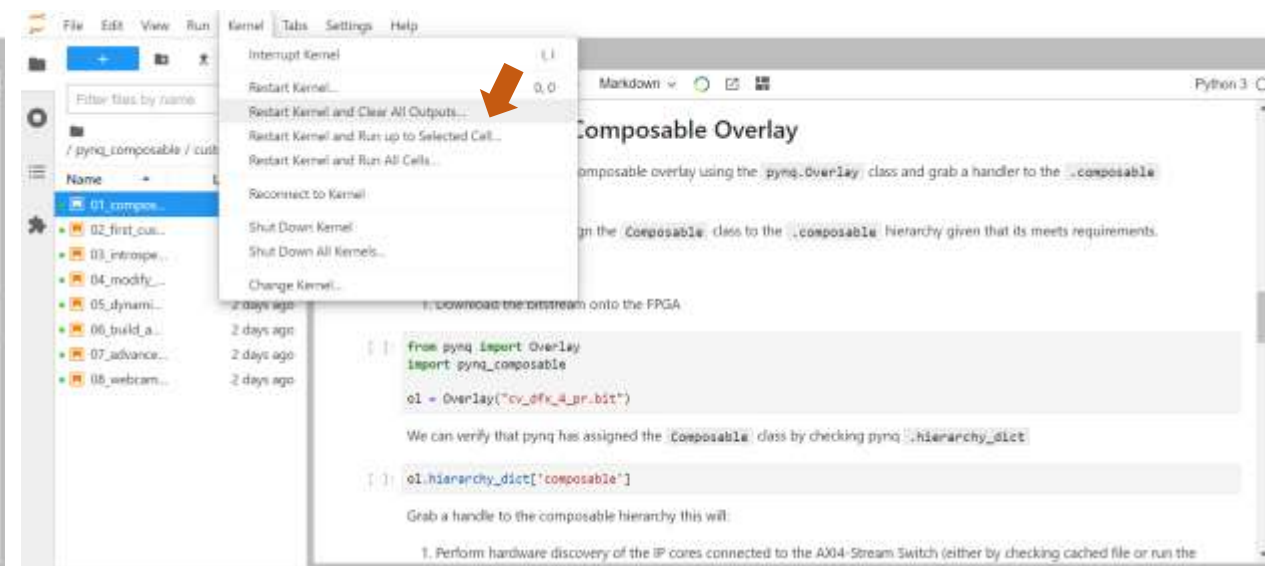 File Edit View Run Kernel Tabs Settings Help
Interrupt Kernel I, I
Restart Kernel... 0, 0
Restart Kernel and Clear All Outputs...
Restart Kernel and Run up to Selected Cell...
Restart Kernel and Run All Cells...
Reconnect to Kernel
Shut Down Kernel
Shut Down All Kernels...
Change Kernel...
Filter files by name
/ pynq_composable / cust
Name
01_compos...
02_first_cus...
03_introspe...
04_modify_...
05_dynami... 2 days ago
06_build_a... 2 days ago
07_advance... 2 days ago
08_webcam... 2 days ago
Markdown Python 3
Composable Overlay
omposable overlay using the pynq.Overlay class and grab a handler to the .composable
gn the Composable class to the .composable hierarchy given that its meets requirements.
1. Download the bitstream onto the FPGA
[ ]: from pynq import Overlay
import pynq_composable
ol = Overlay("cv_dfx_4_pr.bit")
We can verify that pynq has assigned the Composable class by checking pynq .hierarchy_dict
[ ]: ol.hierarchy_dict['composable']
Grab a handle to the composable hierarchy this will:
1. Perform hardware discovery of the IP cores connected to the AXI4-Stream Switch (either by checking cached file or run the